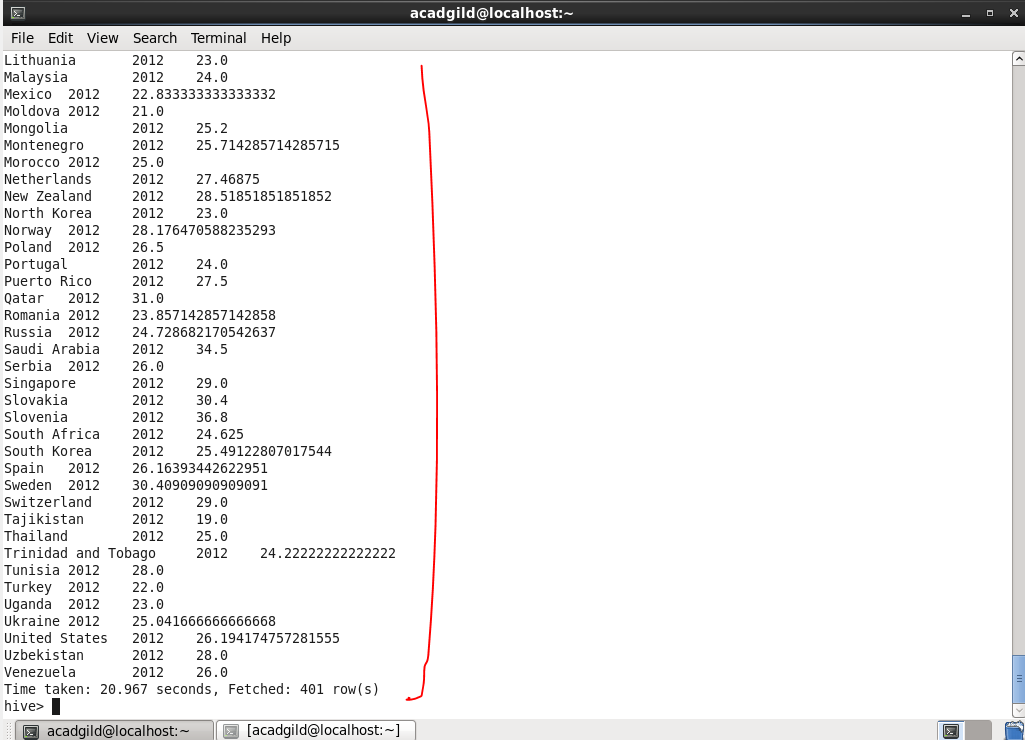 acadgild@localhost:~
File Edit View Search Terminal Help
Lithuania 2012 23.0
Malaysia 2012 24.0
Mexico 2012 22.833333333333332
Moldova 2012 21.0
Mongolia 2012 25.2
Montenegro 2012 25.714285714285715
Morocco 2012 25.0
Netherlands 2012 27.46875
New Zealand 2012 28.51851851851852
North Korea 2012 23.0
Norway 2012 28.176470588235293
Poland 2012 26.5
Portugal 2012 24.0
Puerto Rico 2012 27.5
Qatar 2012 31.0
Romania 2012 23.857142857142858
Russia 2012 24.728682170542637
Saudi Arabia 2012 34.5
Serbia 2012 26.0
Singapore 2012 29.0
Slovakia 2012 30.4
Slovenia 2012 36.8
South Africa 2012 24.625
South Korea 2012 25.49122807017544
Spain 2012 26.16393442622951
Sweden 2012 30.40909090909091
Switzerland 2012 29.0
Tajikistan 2012 19.0
Thailand 2012 25.0
Trinidad and Tobago 2012 24.22222222222222
Tunisia 2012 28.0
Turkey 2012 22.0
Uganda 2012 23.0
Ukraine 2012 25.041666666666668
United States 2012 26.194174757281555
Uzbekistan 2012 28.0
Venezuela 2012 26.0
Time taken: 20.967 seconds, Fetched: 401 row(s)
hive>
acadgild@localhost:~ [acadgild@localhost:~]